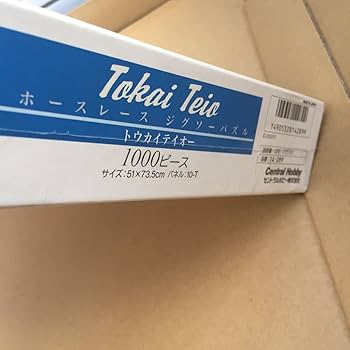 Tokai Teio
ホースレース ジグソーパズル
トウカイテイオー
1000ピース
サイズ:51×73.5cm パネル:10-T
Central Hobby
セントラルホビー株式会社